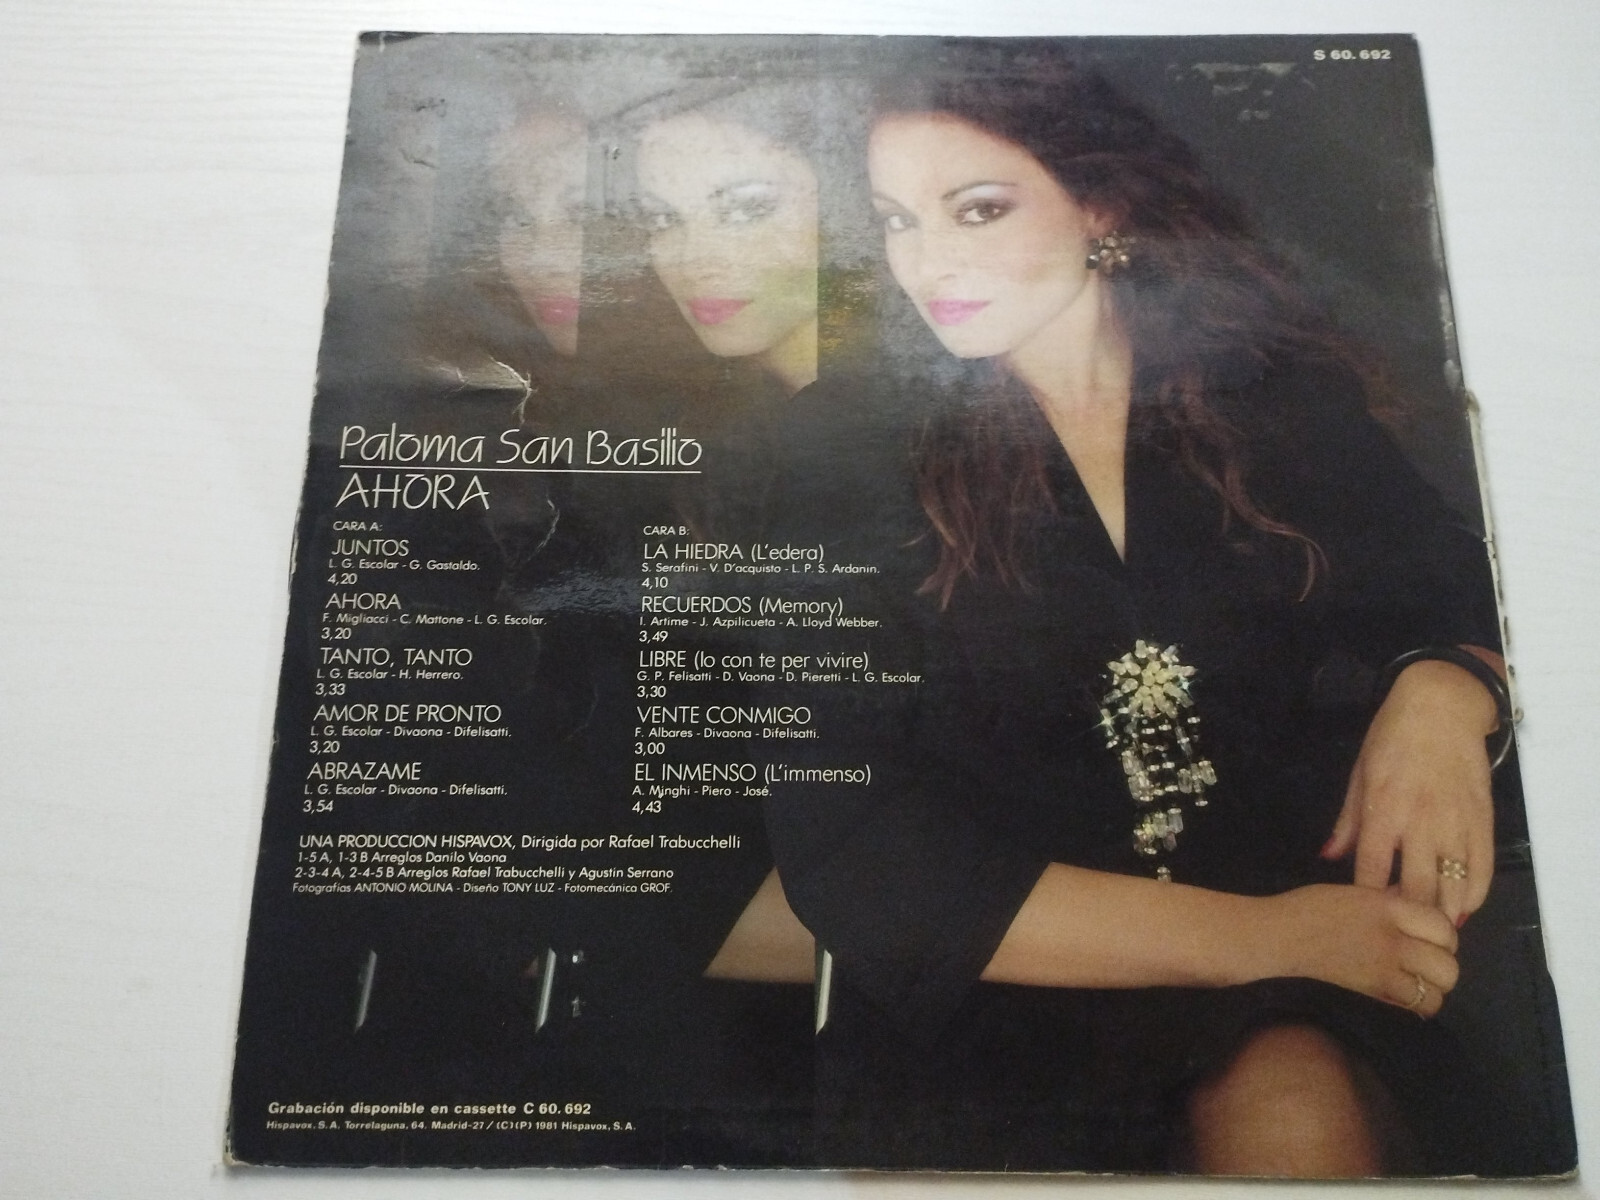 S 60.692
Paloma San Basilio
AHORA
CARA A:
JUNTOS
L. G. Escolar - G. Gastaldo.
4,20
AHORA
F. Migliacci - C. Mattone - L. G. Escolar.
3,20
TANTO, TANTO
L. G. Escolar - H. Herrero.
3,33
AMOR DE PRONTO
L. G. Escolar - Divaona - Difelisatti.
3,20
ABRAZAME
L. G. Escolar - Divaona - Difelisatti.
3,54
CARA B:
LA HIEDRA (L'edera)
S. Serafini - V. D'acquisto - L. P. S. Ardanin.
4,10
RECUERDOS (Memory)
I. Artime - J. Azpilicueta - A. Lloyd Webber.
3,49
LIBRE (Io con te per vivire)
G. P. Felisatti - D. Vaona - D. Pieretti - L. G. Escolar.
3,30
VENTE CONMIGO
F. Albares - Divaona - Difelisatti.
3,00
EL INMENSO (L'immenso)
A. Minghi - Piero - José.
4,43
UNA PRODUCCION HISPAVOX, Dirigida por Rafael Trabucchelli
1-5 A, 1-3 B Arreglos Danilo Vaona
2-3-4 A, 2-4-5 B Arreglos Rafael Trabucchelli y Agustín Serrano
Fotografías ANTONIO MOLINA - Diseño TONY LUZ - Fotomecánica GROF.
Grabación disponible en cassette C 60.692
Hispavox, S. A. Torrelaguna, 64. Madrid-27 / (C) (P) 1981 Hispavox, S. A.